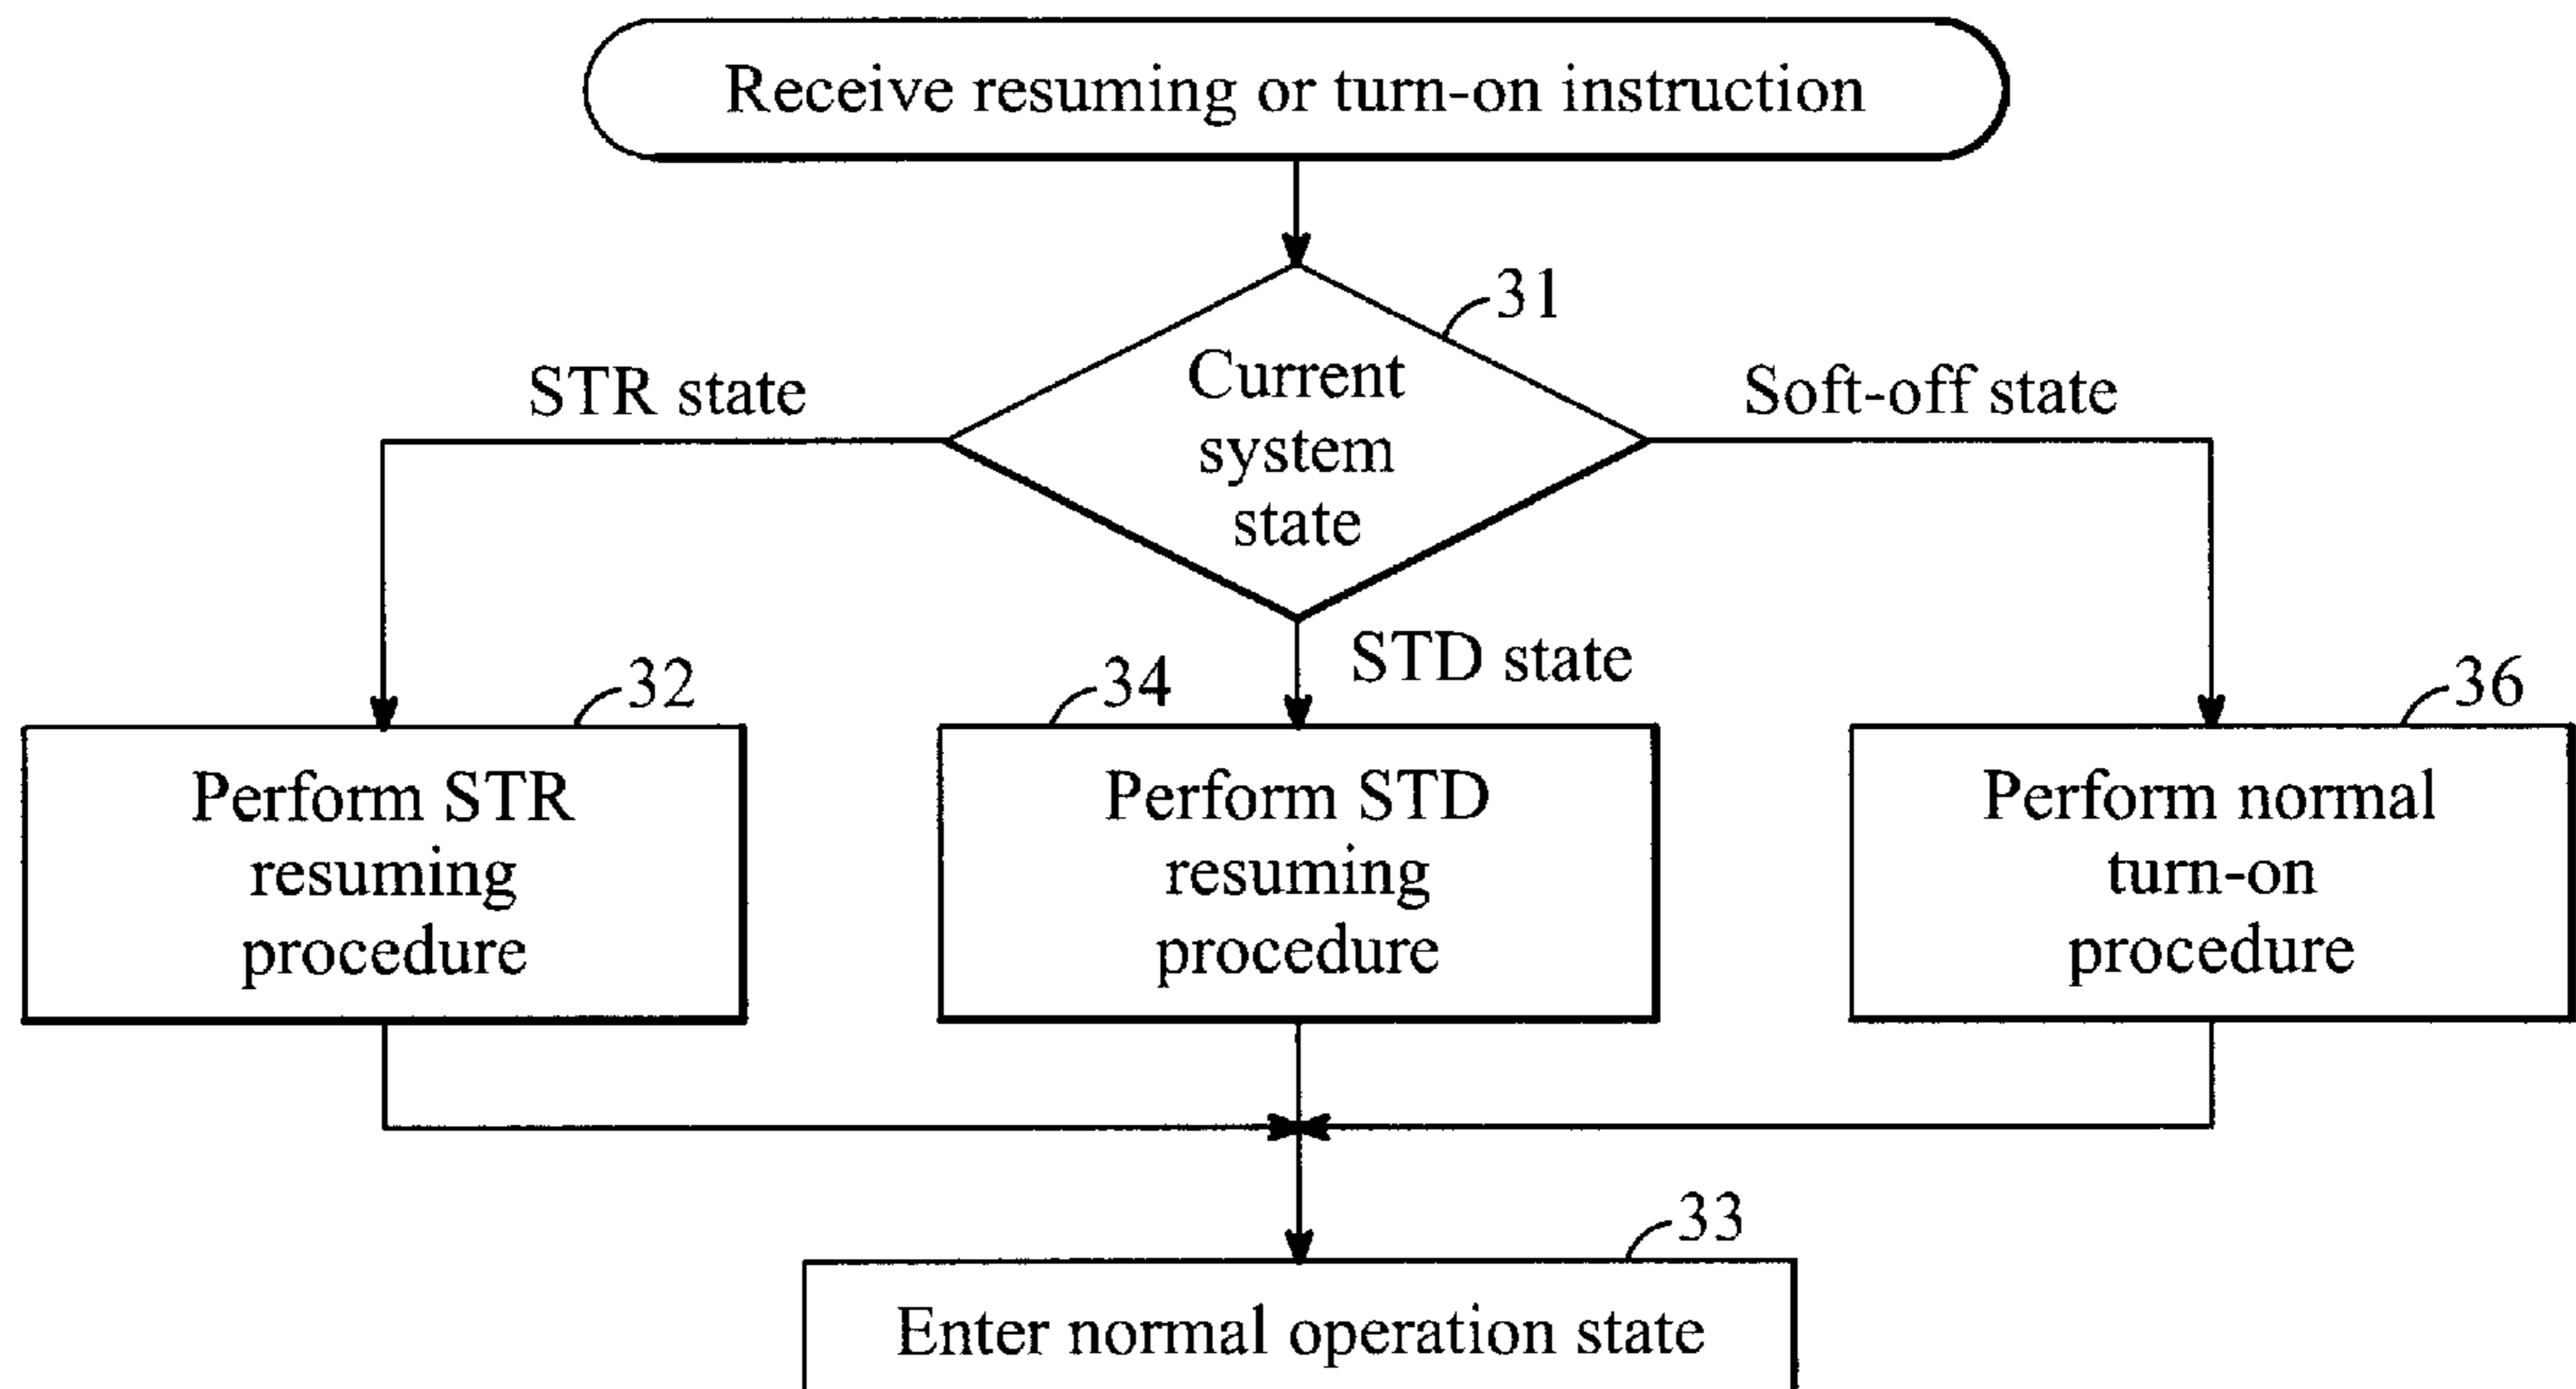 Receive resuming or turn-on instruction
31
Current
system
state
STR state
Soft-off state
STD state
32
Perform STR
resuming
procedure
34
Perform STD
resuming
procedure
36
Perform normal
turn-on
procedure
33
Enter normal operation state